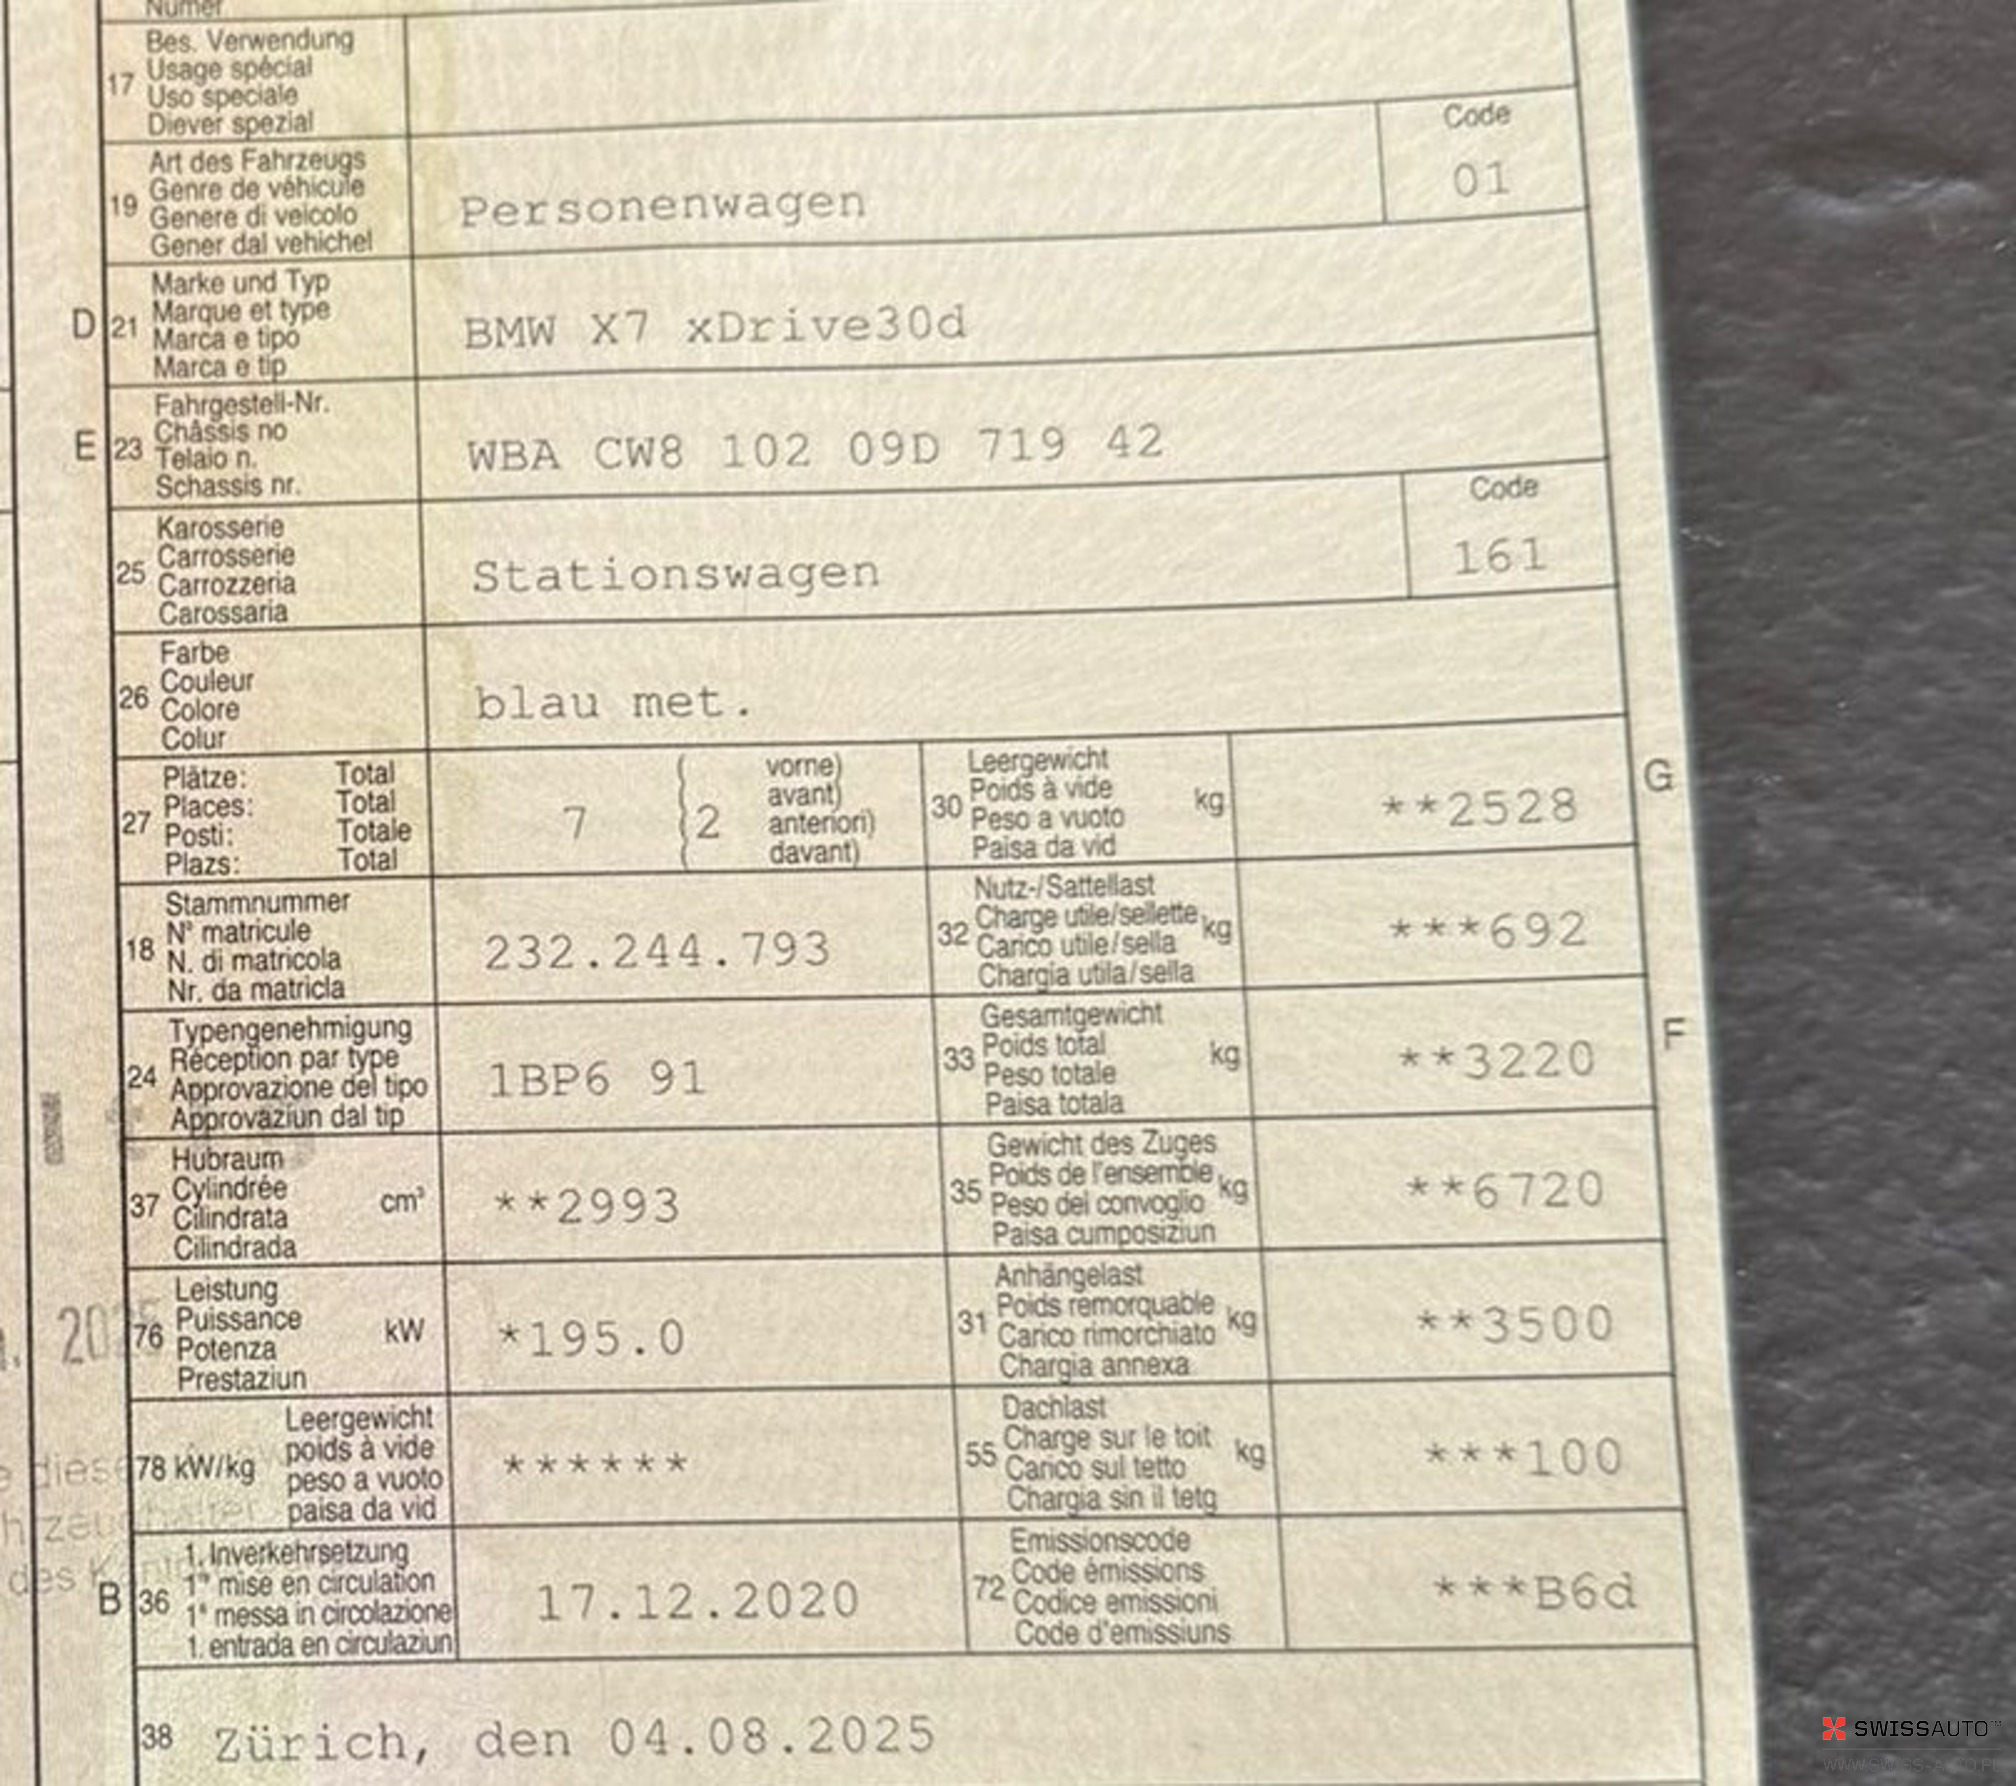 Numer
Bes. Verwendung
17 Usage spécial
Uso speciale
Diever spezial
Code
Art des Fahrzeugs
19 Genre de véhicule
Genere di veicolo
Gener dal vehichel
Personenwagen
01
Marke und Typ
D 21 Marque et type
Marca e tipo
Marca e tip
BMW X7 xDrive30d
Fahrgestell-Nr.
E 23 Châssis no
Telaio n.
Schassis nr.
WBA CW8 102 09D 719 42
Code
Karosserie
25 Carrosserie
Carrozzeria
Carossaria
Stationswagen
161
Farbe
26 Couleur
Colore
Colur
blau met.
Plätze: Total
27 Places: Total
Posti: Totale
Plazs: Total
7 2
vorne)
avant)
anteriori)
davant)
Leergewicht
30 Poids à vide kg
Peso a vuoto
Paisa da vid
**2528
G
Stammnummer
18 N° matricule
N. di matricola
Nr. da matricla
232.244.793
Nutz-/Sattellast
32 Charge utile/sellette kg
Carico utile/sella
Chargia utila/sella
***692
Typengenehmigung
24 Réception par type
Approvazione del tipo
Approvaziun dal tip
1BP6 91
Gesamtgewicht
33 Poids total kg
Peso totale
Paisa totala
**3220
F
Hubraum
37 Cylindrée cm³
Cilindrata
Cilindrada
**2993
Gewicht des Zuges
35 Poids de l'ensemble kg
Peso del convoglio
Paisa cumposiziun
**6720
Leistung
76 Puissance kW
Potenza
Prestaziun
*195.0
Anhängelast
31 Poids remorquable kg
Carico rimorchiato
Chargia annexa
**3500
Leergewicht
78 kW/kg poids à vide
peso a vuoto
paisa da vid
******
Dachlast
55 Charge sur le toit kg
Carico sul tetto
Chargia sin il tetg
***100
1. Inverkehrsetzung
B 36 1re mise en circulation
1a messa in circolazione
1. entrada en circulaziun
17.12.2020
Emissionscode
72 Code émissions
Codice emissioni
Code d'emissiuns
***B6d
38 Zürich, den 04.08.2025
SWISSAUTO™